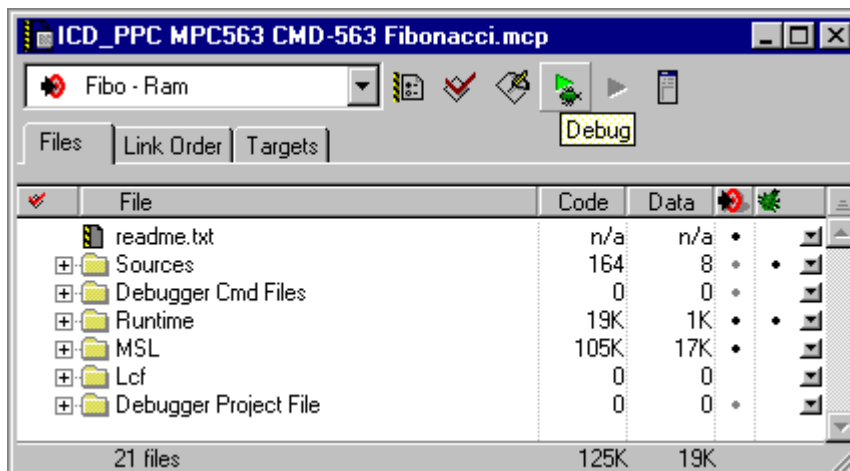 ICD_PPC MPC563 CMD-563 Fibonacci.mcp
Fibo - Ram
Debug
Files Link Order Targets
File Code Data
readme.txt n/a n/a
Sources 164 8
Debugger Cmd Files 0 0
Runtime 19K 1K
MSL 105K 17K
Lcf 0 0
Debugger Project File 0 0
21 files 125K 19K